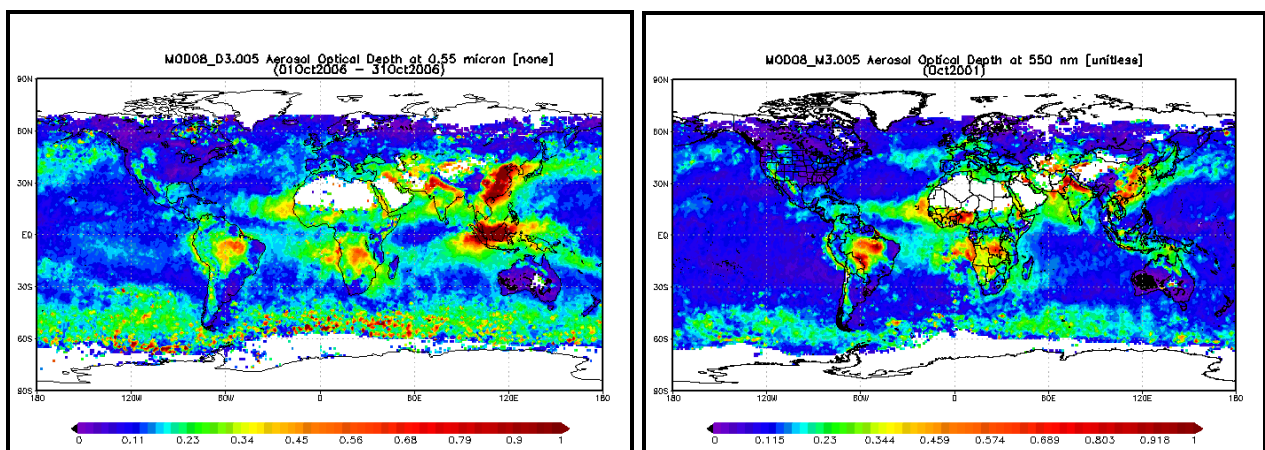 MOD08_D3.005 Aerosol Optical Depth at 0.55 micron [none]
(01Oct2006 – 31Oct2006)
90N
60N
30N
EQ
30S
60S
90S
180 120W 60W 0 60E 120E 180
0 0.11 0.23 0.34 0.45 0.56 0.68 0.79 0.9 1
MOD08_M3.005 Aerosol Optical Depth at 550 nm [unitless]
(Oct2001)
90N
60N
30N
EQ
30S
60S
90S
180 120W 60W 0 60E 120E 180
0 0.115 0.23 0.344 0.459 0.574 0.689 0.803 0.918 1